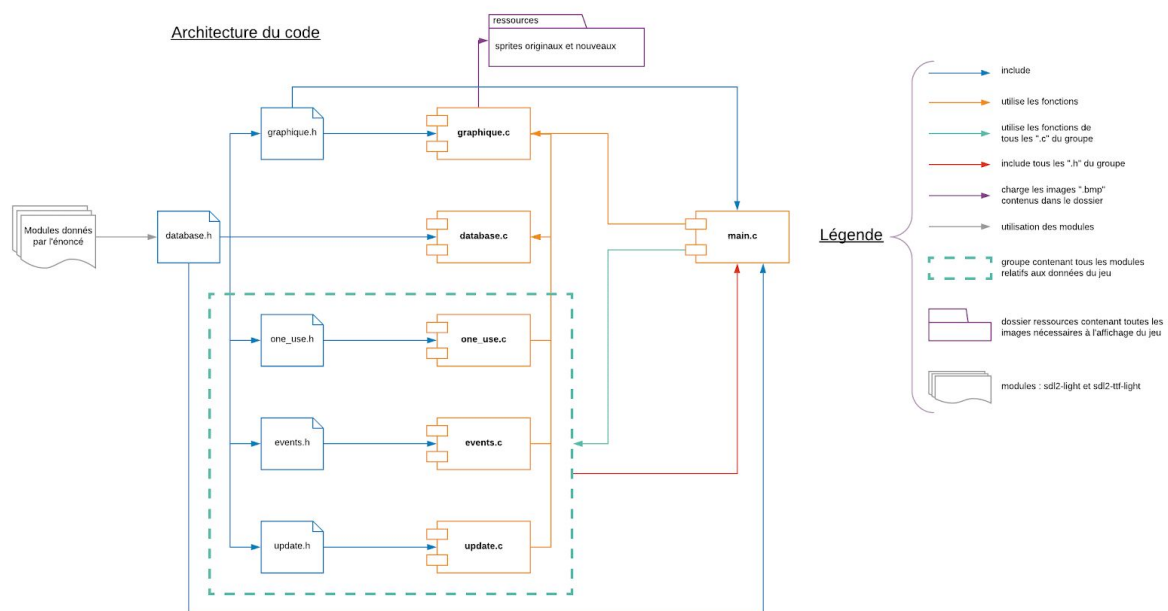 Architecture du code
ressources
sprites originaux et nouveaux
graphique.h
graphique.c
Modules donnés
par l'énoncé
database.h
database.c
main.c
one_use.h
one_use.c
events.h
events.c
update.h
update.c
Légende
include
utilise les fonctions
utilise les fonctions de
tous les ".c" du groupe
include tous les ".h" du groupe
charge les images ".bmp"
contenus dans le dossier
utilisation des modules
groupe contenant tous les modules
relatifs aux données du jeu
dossier ressources contenant toutes les
images nécessaires à l'affichage du jeu
modules : sdl2-light et sdl2-ttf-light